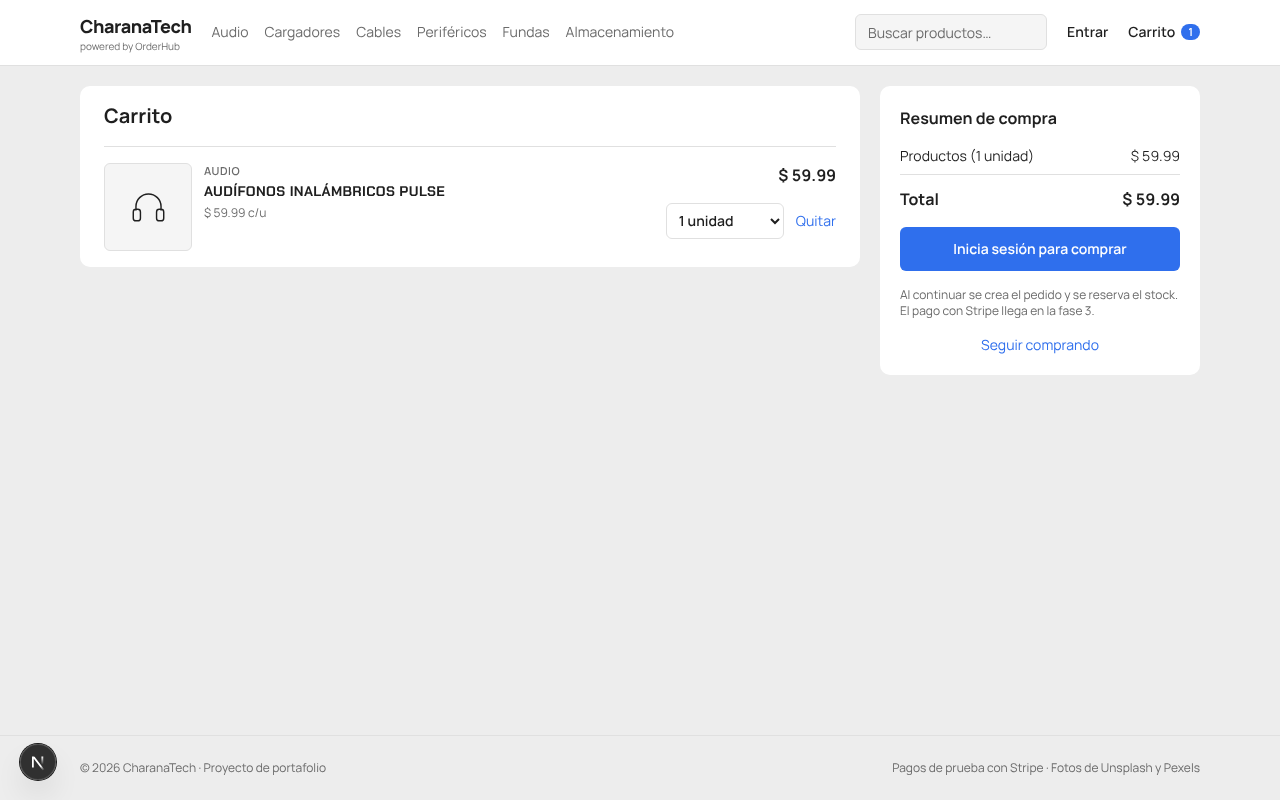 CharanaTech
powered by OrderHub
Audio Cargadores Cables Periféricos Fundas Almacenamiento
Buscar productos…
Entrar
Carrito 1
Carrito
AUDIO
AUDÍFONOS INALÁMBRICOS PULSE
$ 59.99 c/u
$ 59.99
1 unidad
Quitar
Resumen de compra
Productos (1 unidad) $ 59.99
Total $ 59.99
Inicia sesión para comprar
Al continuar se crea el pedido y se reserva el stock.
El pago con Stripe llega en la fase 3.
Seguir comprando
N
© 2026 CharanaTech · Proyecto de portafolio
Pagos de prueba con Stripe · Fotos de Unsplash y Pexels